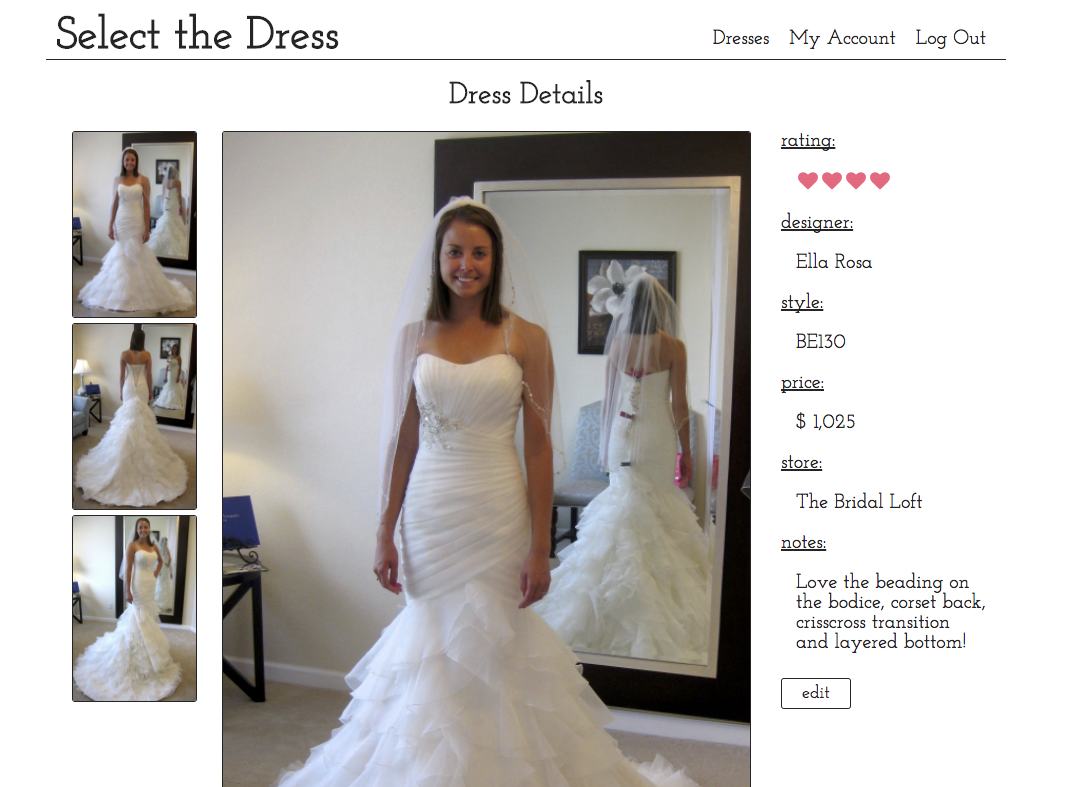 Select the Dress
Dresses My Account Log Out
Dress Details
rating:
designer:
Ella Rosa
style:
BE130
price:
$ 1,025
store:
The Bridal Loft
notes:
Love the beading on
the bodice, corset back,
crisscross transition
and layered bottom!
edit